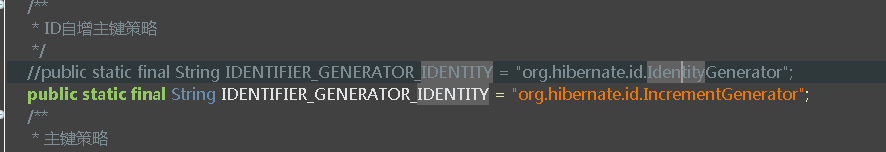 /**
* ID自增主键策略
*/
//public static final String IDENTIFIER_GENERATOR_IDENTITY = "org.hibernate.id.IdentityGenerator";
public static final String IDENTIFIER_GENERATOR_IDENTITY = "org.hibernate.id.IncrementGenerator";
/**
* 主键策略